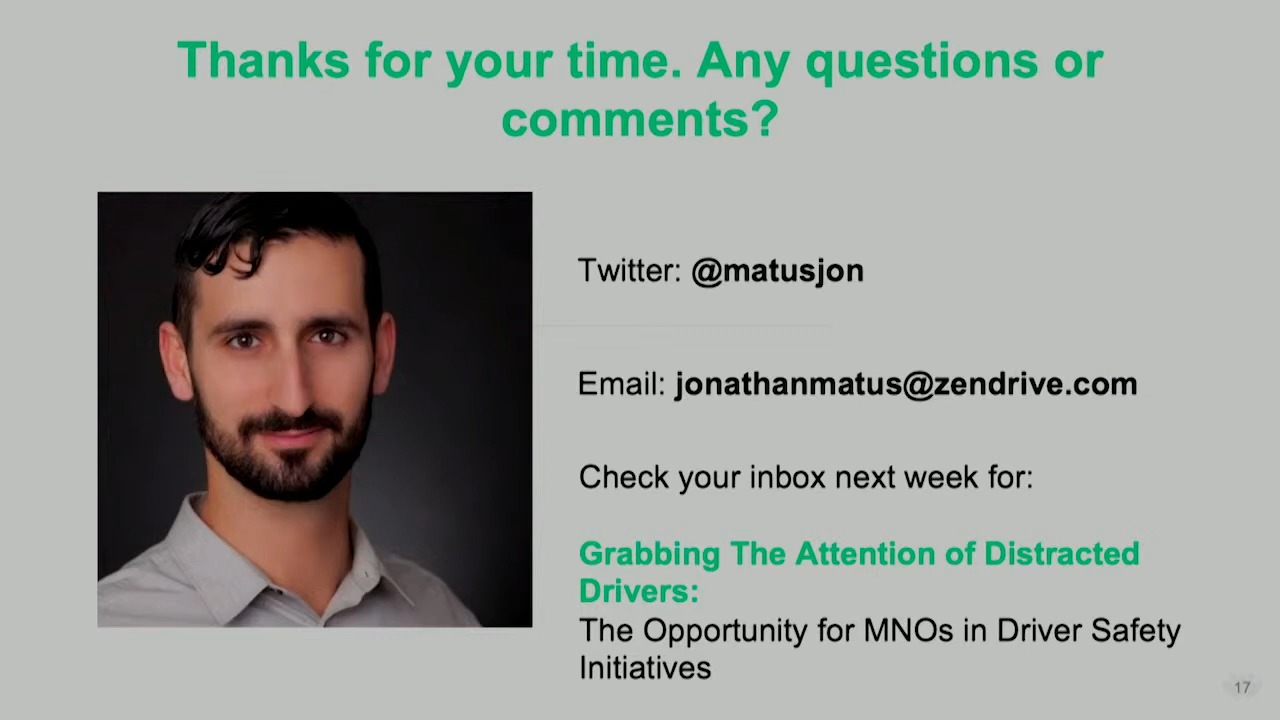 Thanks for your time. Any questions or
comments?
Twitter: @matusjon
Email: jonathanmatus@zendrive.com
Check your inbox next week for:
Grabbing The Attention of Distracted
Drivers:
The Opportunity for MNOs in Driver Safety
Initiatives
17